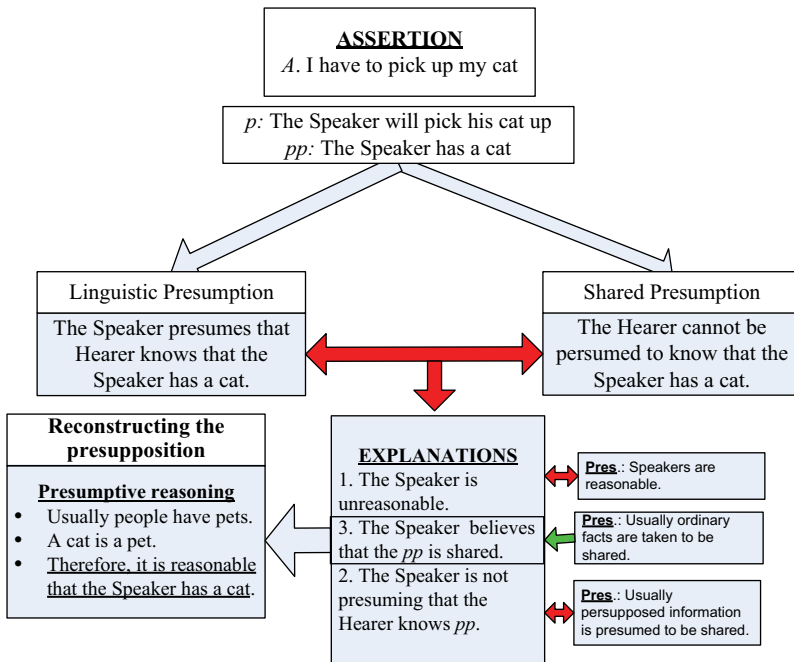 ASSERTION
A. I have to pick up my cat
p: The Speaker will pick his cat up
pp: The Speaker has a cat
Linguistic Presumption
The Speaker presumes that
Hearer knows that the
Speaker has a cat.
Shared Presumption
The Hearer cannot be
persumed to know that the
Speaker has a cat.
Reconstructing the
presupposition
Presumptive reasoning
• Usually people have pets.
• A cat is a pet.
• Therefore, it is reasonable
that the Speaker has a cat.
EXPLANATIONS
1. The Speaker is
unreasonable.
3. The Speaker believes
that the pp is shared.
2. The Speaker is not
presuming that the
Hearer knows pp.
Pres.: Speakers are
reasonable.
Pres.: Usually ordinary
facts are taken to be
shared.
Pres.: Usually
persupposed information
is presumed to be shared.